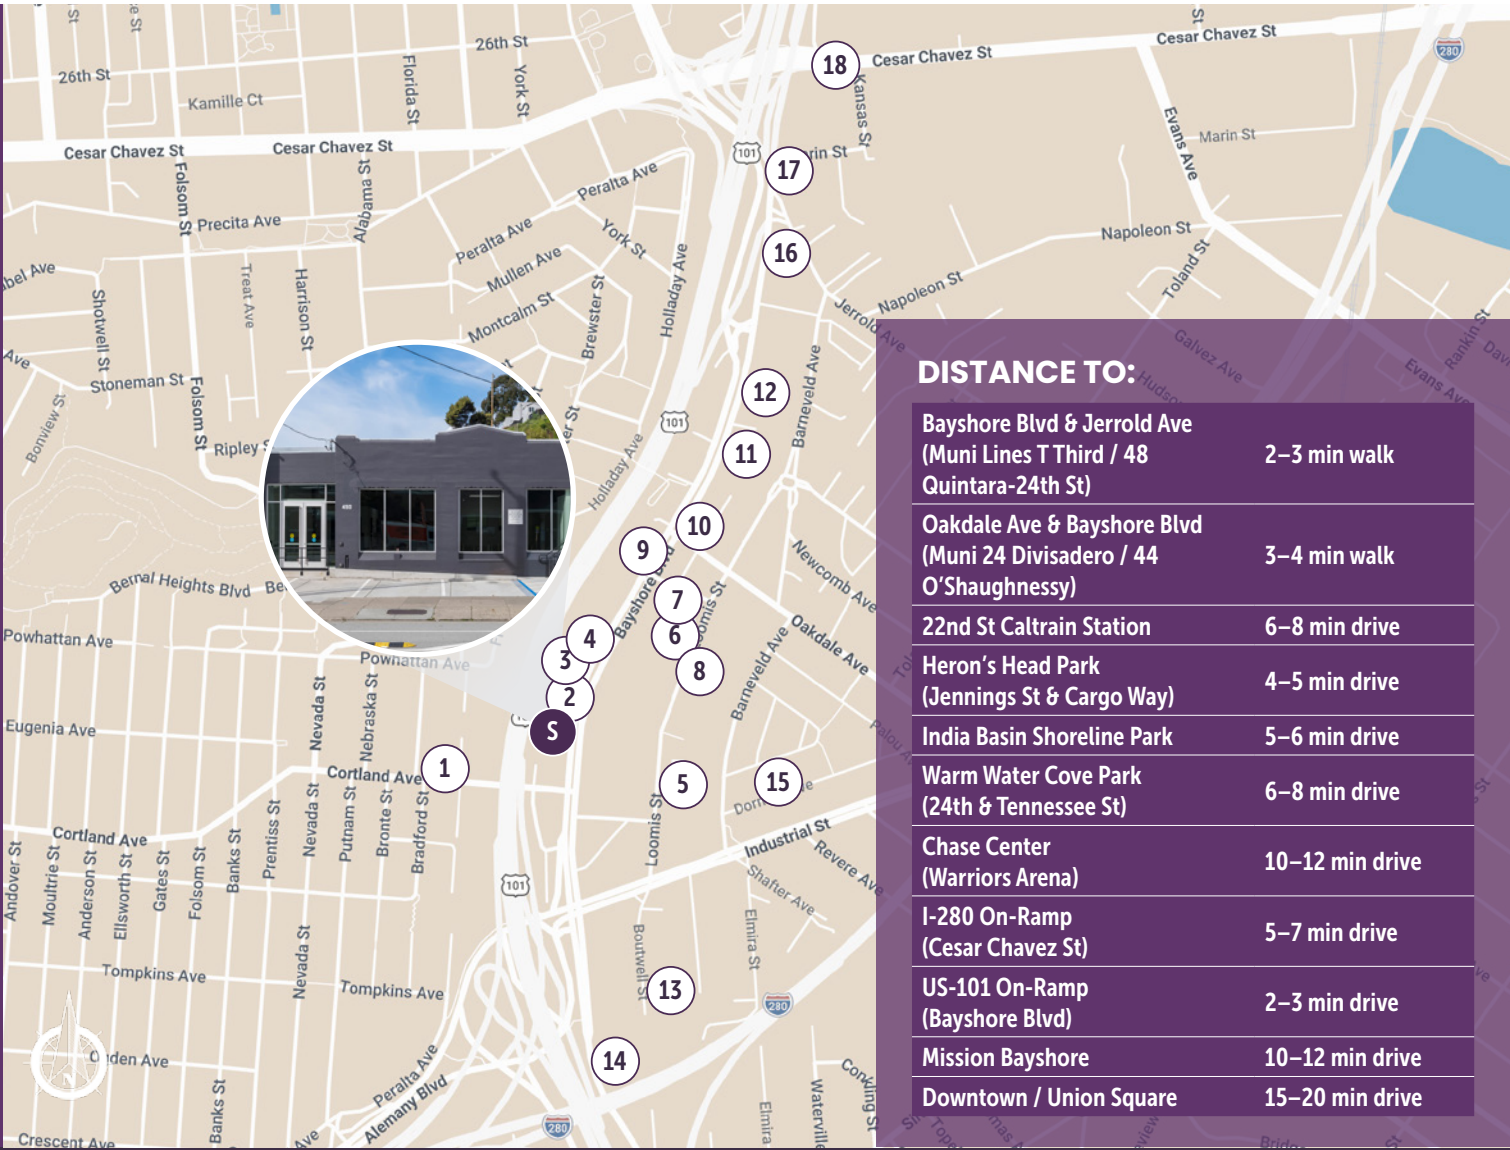 26th St
26th St
Kamille Ct
Florida St
York St
Cesar Chavez St
Cesar Chavez St
Cesar Chavez St
Cesar Chavez St
280
18
Kansas St
Evans Ave
Marin St
101
17
16
Folsom St
Precita Ave
Alabama St
Peralta Ave
Peralta Ave
York St
Mullen Ave
Montcalm St
Brewster St
Holladay Ave
Napoleon St
Napoleon St
Toland St
Jerrold Ave
Shotwell St
Treat Ave
Harrison St
Ave
Stoneman St
Folsom St
Bonview St
Ripley
101
Holladay Ave
12
11
Barneveld Ave
10
9
Bayshore
7
6
8
4
3
2
S
Newcomb Ave
Oakdale Ave
Barneveld Ave
Bernal Heights Blvd
Powhattan Ave
Powhattan Ave
Eugenia Ave
Nevada St
Nebraska St
Cortland Ave
1
5
15
Cortland Ave
Prentiss St
Nevada St
Putnam St
Bronte St
Bradford St
Loomis St
Industrial St
Revere Ave
Shafter Ave
Andover St
Moultrie St
Anderson St
Ellsworth St
Gates St
Folsom St
Banks St
101
Nevada St
Tompkins Ave
Tompkins Ave
Boutwell St
Elmira St
13
280
14
N
Ogden Ave
Banks St
Peralta Ave
Alemany Blvd
Crescent Ave
Ave
280
Elmira
Waterville
Conkling St
Galvez Ave
Evans Ave
Rankin St
DISTANCE TO:
Bayshore Blvd & Jerrold Ave
(Muni Lines T Third / 48
Quintara-24th St)
2–3 min walk
Oakdale Ave & Bayshore Blvd
(Muni 24 Divisadero / 44
O'Shaughnessy)
3–4 min walk
22nd St Caltrain Station
6–8 min drive
Heron's Head Park
(Jennings St & Cargo Way)
4–5 min drive
India Basin Shoreline Park
5–6 min drive
Warm Water Cove Park
(24th & Tennessee St)
6–8 min drive
Chase Center
(Warriors Arena)
10–12 min drive
I-280 On-Ramp
(Cesar Chavez St)
5–7 min drive
US-101 On-Ramp
(Bayshore Blvd)
2–3 min drive
Mission Bayshore
10–12 min drive
Downtown / Union Square
15–20 min drive